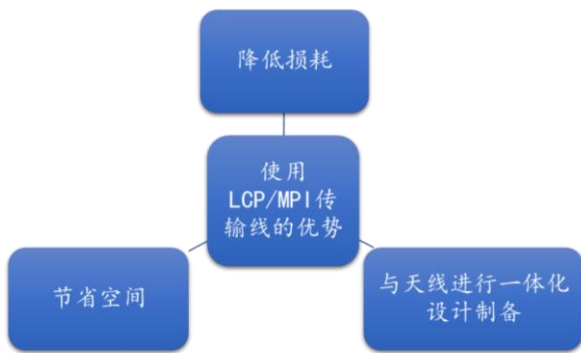 降低损耗
使用
LCP/MPI传
输线的优势
节省空间
与天线进行一体化
设计制备